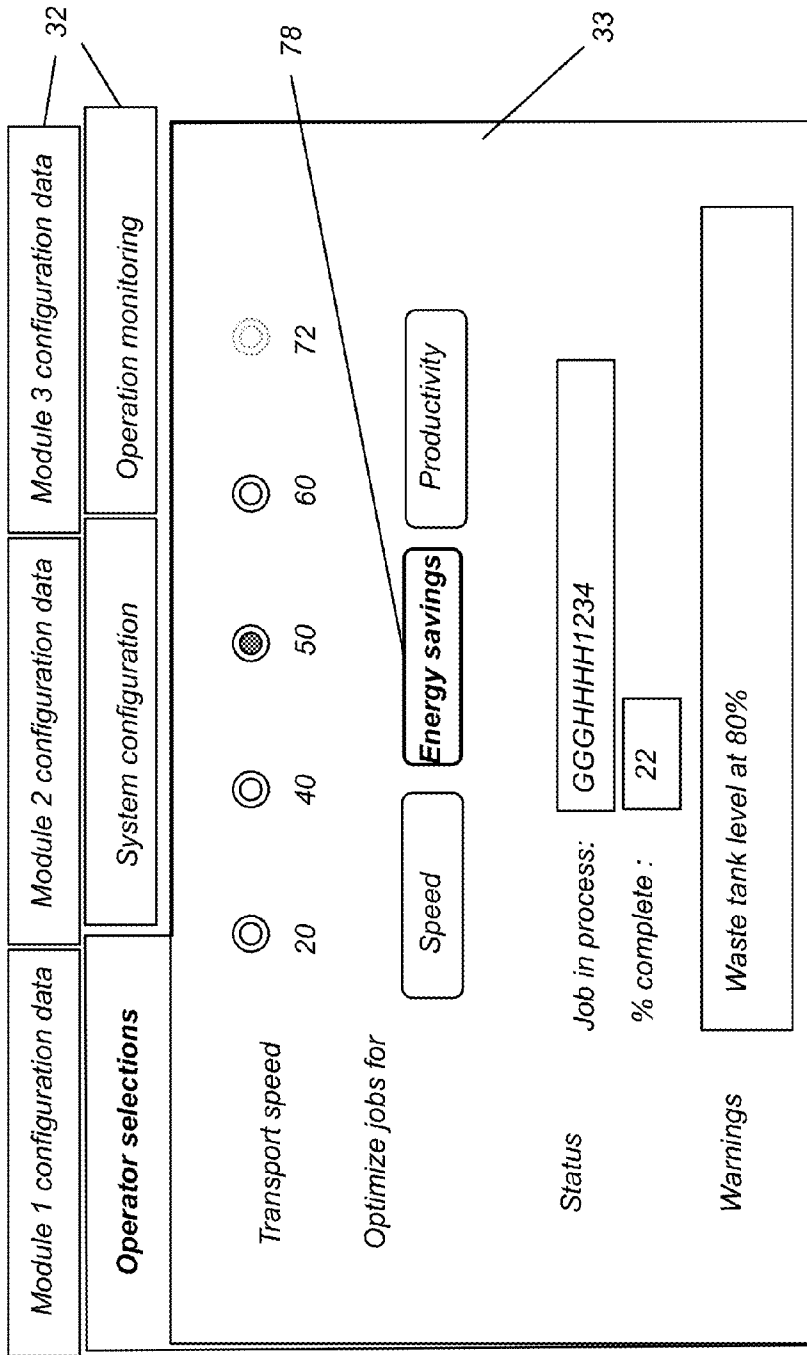 Module 1 configuration data
Module 2 configuration data
Module 3 configuration data
32
Operator selections
System configuration
Operation monitoring
Transport speed
20
40
50
60
72
78
Optimize jobs for
Speed
Energy savings
Productivity
33
Status
Job in process:
GGGHHHH1234
% complete :
22
Warnings
Waste tank level at 80%